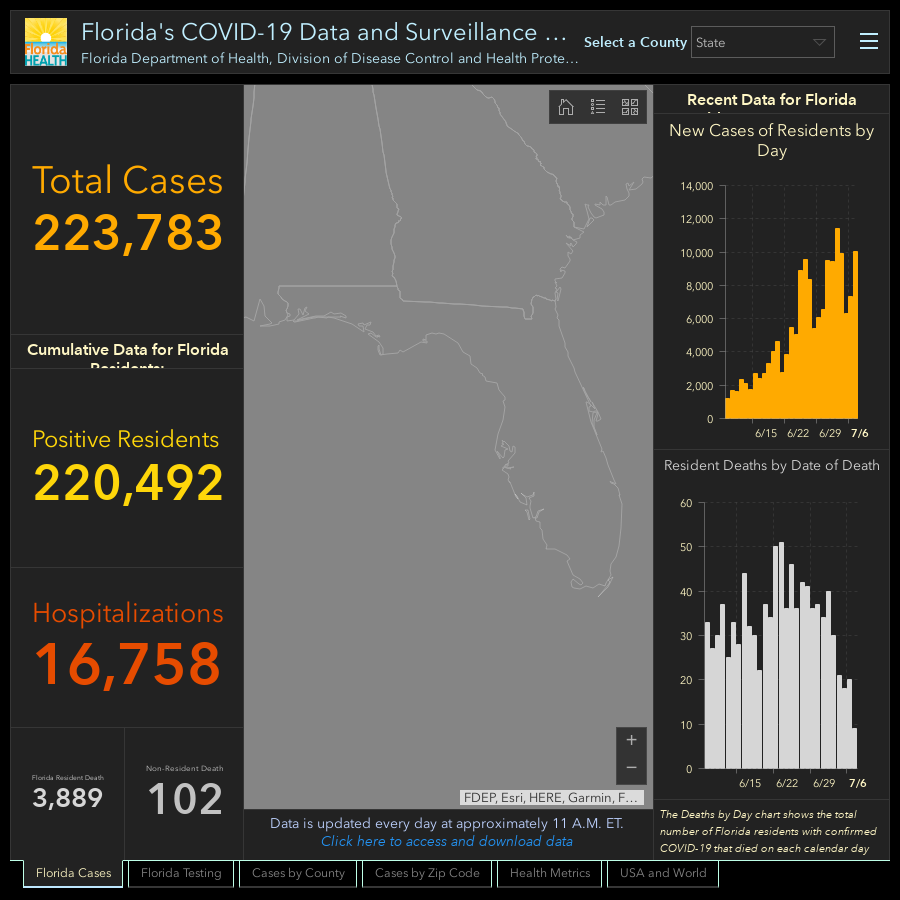 Florida HEALTH
Florida's COVID-19 Data and Surveillance ...
Florida Department of Health, Division of Disease Control and Health Prote...
Select a County
State
Total Cases
223,783
Cumulative Data for Florida
Residents:
Positive Residents
220,492
Hospitalizations
16,758
Florida Resident Death
3,889
Non-Resident Death
102
FDEP, Esri, HERE, Garmin, F...
Data is updated every day at approximately 11 A.M. ET.
Click here to access and download data
Recent Data for Florida
New Cases of Residents by
Day
14,000
12,000
10,000
8,000
6,000
4,000
2,000
0
6/15 6/22 6/29 7/6
Resident Deaths by Date of Death
60
50
40
30
20
10
0
6/15 6/22 6/29 7/6
The Deaths by Day chart shows the total
number of Florida residents with confirmed
COVID-19 that died on each calendar day
Florida Cases
Florida Testing
Cases by County
Cases by Zip Code
Health Metrics
USA and World